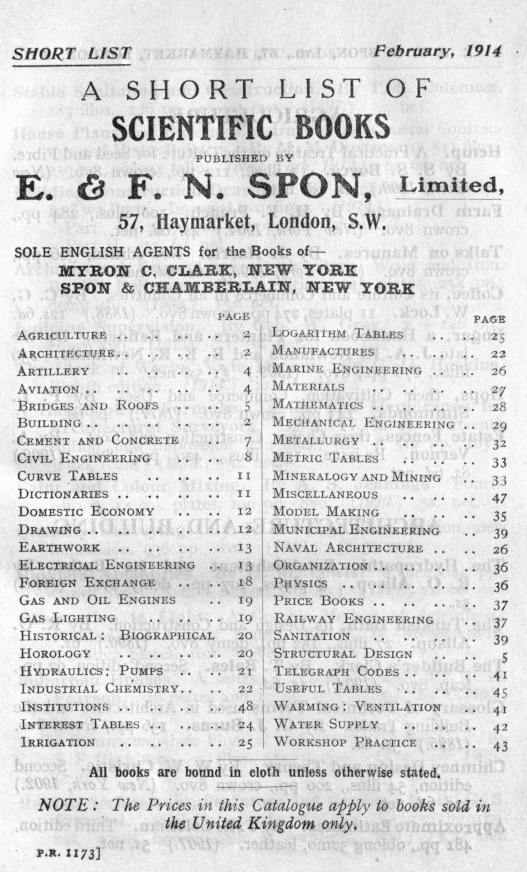 SHORT LIST February, 1914
A SHORT LIST OF
SCIENTIFIC BOOKS
PUBLISHED BY
E. & F. N. SPON, Limited,
57, Haymarket, London, S.W.
SOLE ENGLISH AGENTS for the Books of—
MYRON C. CLARK, NEW YORK
SPON & CHAMBERLAIN, NEW YORK
PAGE
AGRICULTURE .. .. .. 2
ARCHITECTURE .. .. .. 2
ARTILLERY .. .. .. 4
AVIATION .. .. .. .. 4
BRIDGES AND ROOFS .. 5
BUILDING .. .. .. .. 2
CEMENT AND CONCRETE 7
CIVIL ENGINEERING .. 8
CURVE TABLES .. .. 11
DICTIONARIES .. .. .. 11
DOMESTIC ECONOMY .. 12
DRAWING .. .. .. .. 12
EARTHWORK .. .. .. 13
ELECTRICAL ENGINEERING 13
FOREIGN EXCHANGE .. 18
GAS AND OIL ENGINES .. 19
GAS LIGHTING .. .. 19
HISTORICAL : BIOGRAPHICAL 20
HOROLOGY .. .. .. 20
HYDRAULICS : PUMPS .. 21
INDUSTRIAL CHEMISTRY .. 22
INSTITUTIONS .. .. .. 48
INTEREST TABLES .. .. 24
IRRIGATION .. .. .. 25
PAGE
LOGARITHM TABLES .. .. 25
MANUFACTURES .. .. 22
MARINE ENGINEERING .. 26
MATERIALS .. .. .. 27
MATHEMATICS .. .. .. 28
MECHANICAL ENGINEERING .. 29
METALLURGY .. .. .. 32
METRIC TABLES .. .. 33
MINERALOGY AND MINING 33
MISCELLANEOUS .. .. 47
MODEL MAKING .. .. 35
MUNICIPAL ENGINEERING 39
NAVAL ARCHITECTURE .. 26
ORGANIZATION .. .. .. 36
PHYSICS .. .. .. .. 36
PRICE BOOKS .. .. .. 37
RAILWAY ENGINEERING 37
SANITATION .. .. .. 39
STRUCTURAL DESIGN .. 5
TELEGRAPH CODES .. .. 41
USEFUL TABLES .. .. 45
WARMING : VENTILATION 41
WATER SUPPLY .. .. 42
WORKSHOP PRACTICE .. 43
All books are bound in cloth unless otherwise stated.
NOTE : The Prices in this Catalogue apply to books sold in
the United Kingdom only.
P.R. 1173]